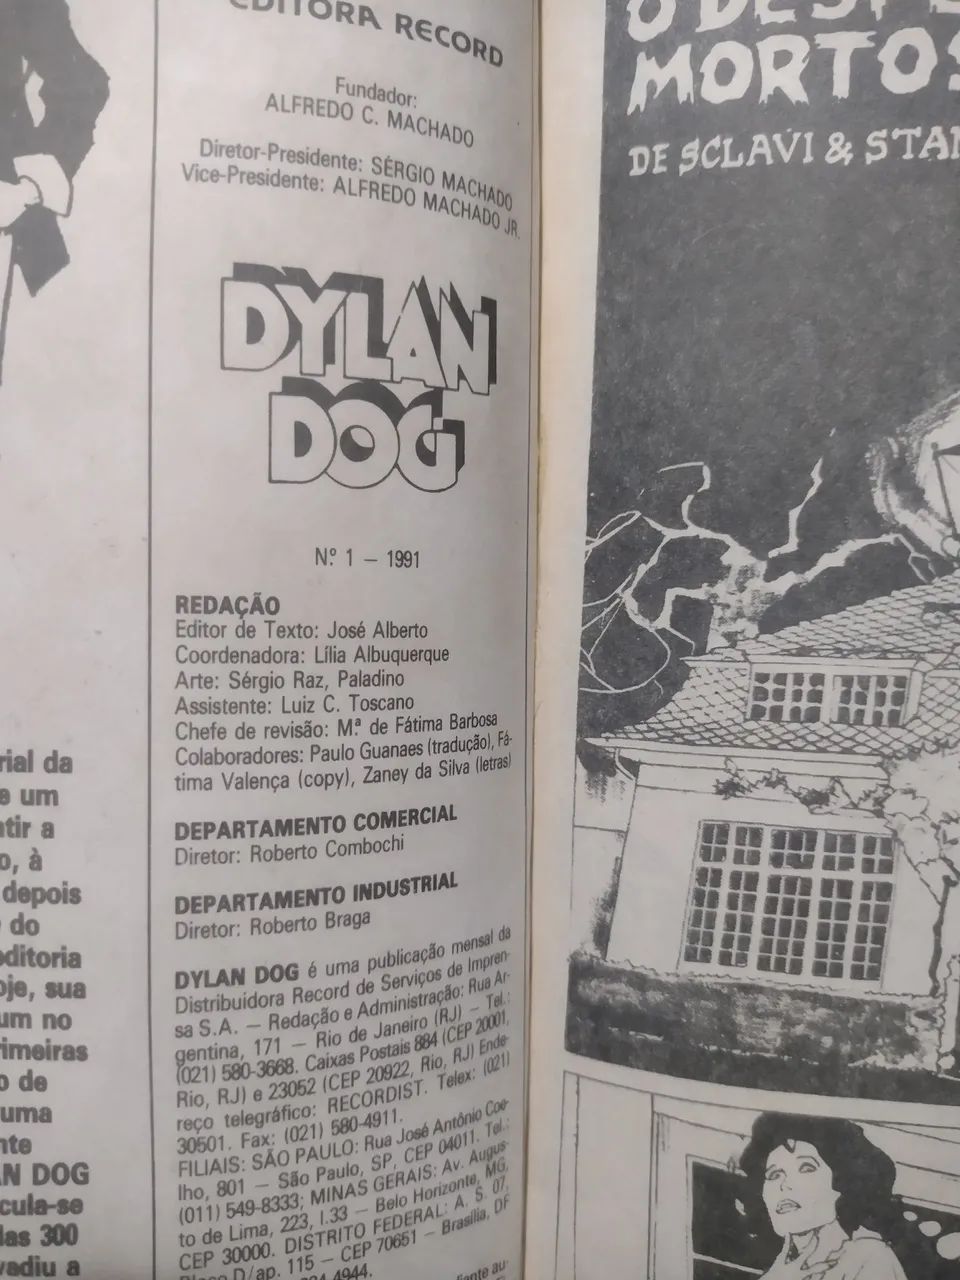 EDITORA RECORD
Fundador:
ALFREDO C. MACHADO
Diretor-Presidente: SÉRGIO MACHADO
Vice-Presidente: ALFREDO MACHADO JR.
DYLAN
DOG
N.º 1 — 1991
REDAÇÃO
Editor de Texto: José Alberto
Coordenadora: Lília Albuquerque
Arte: Sérgio Raz, Paladino
Assistente: Luiz C. Toscano
Chefe de revisão: M.ª de Fátima Barbosa
Colaboradores: Paulo Guanaes (tradução), Fá-
tima Valença (copy), Zaney da Silva (letras)
DEPARTAMENTO COMERCIAL
Diretor: Roberto Combochi
DEPARTAMENTO INDUSTRIAL
Diretor: Roberto Braga
DYLAN DOG é uma publicação mensal da
Distribuidora Record de Serviços de Impren-
sa S.A. — Redação e Administração: Rua Ar-
gentina, 171 — Rio de Janeiro (RJ) — Tel.:
(021) 580-3668. Caixas Postais 884 (CEP 20001,
Rio, RJ) e 23052 (CEP 20922, Rio, RJ) Ende-
reço telegráfico: RECORDIST. Telex: (021)
30501. Fax: (021) 580-4911.
FILIAIS: SÃO PAULO: Rua José Antônio Coe-
lho, 801 — São Paulo, SP, CEP 04011. Tel.:
(011) 549-8333; MINAS GERAIS: Av. Augus-
to de Lima, 223, l.33 — Belo Horizonte, MG,
CEP 30000. DISTRITO FEDERAL: A. S. 07,
D/ap. 115 — CEP 70651 — Brasília, DF
4944.
rial da
e um
ntir a
o, à
depois
do
editoria
oje, sua
um no
rimeiras
o de
uma
nte
AN DOG
cula-se
das 300
vadiu a
MORTOS
DE SCLAVI & STAN